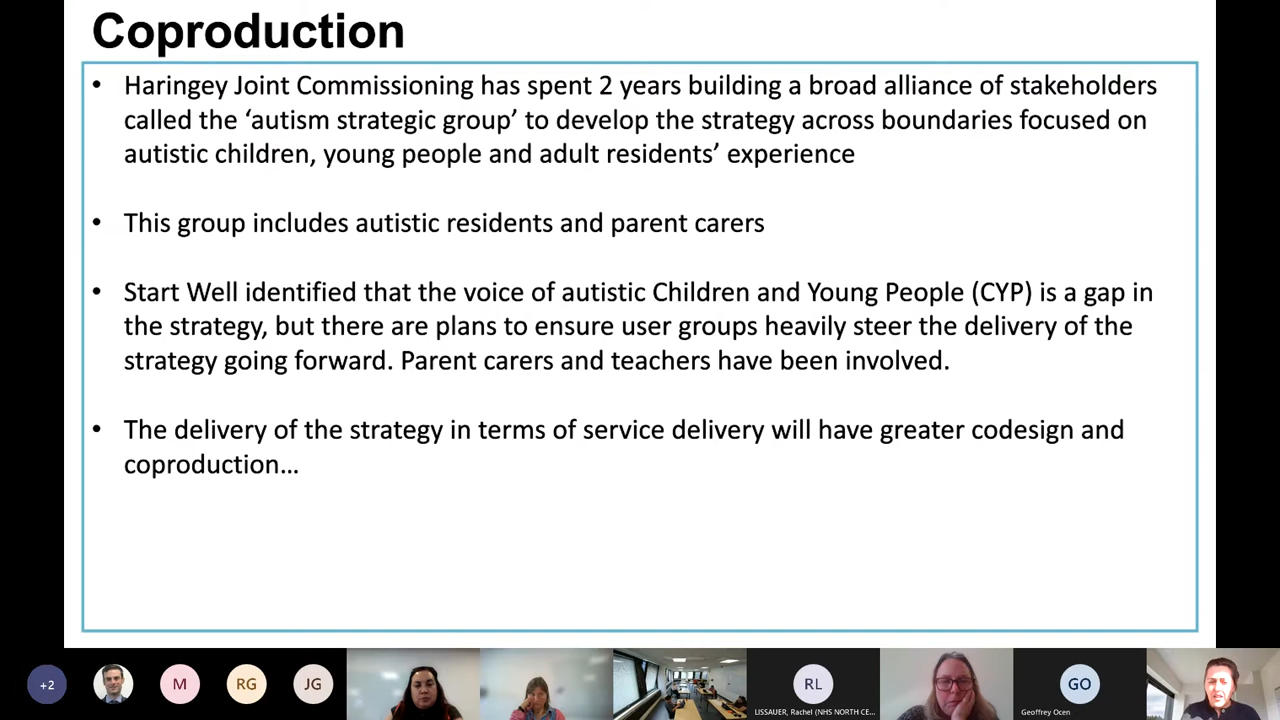 Coproduction
• Haringey Joint Commissioning has spent 2 years building a broad alliance of stakeholders
called the ‘autism strategic group’ to develop the strategy across boundaries focused on
autistic children, young people and adult residents’ experience
• This group includes autistic residents and parent carers
• Start Well identified that the voice of autistic Children and Young People (CYP) is a gap in
the strategy, but there are plans to ensure user groups heavily steer the delivery of the
strategy going forward. Parent carers and teachers have been involved.
• The delivery of the strategy in terms of service delivery will have greater codesign and
coproduction…
+2
M
RG
JG
RL
LISSAUER, Rachel (NHS NORTH CE...
GO
Geoffrey Ocen